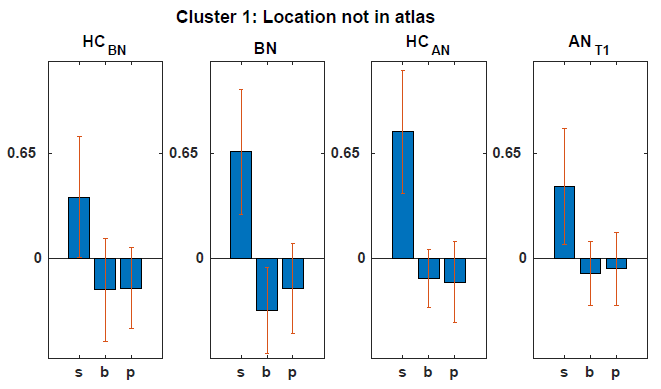 Cluster 1: Location not in atlas
HC BN
BN
HC AN
AN T1
0.65
0
s b p
0.65
0
s b p
0.65
0
s b p
0.65
0
s b p